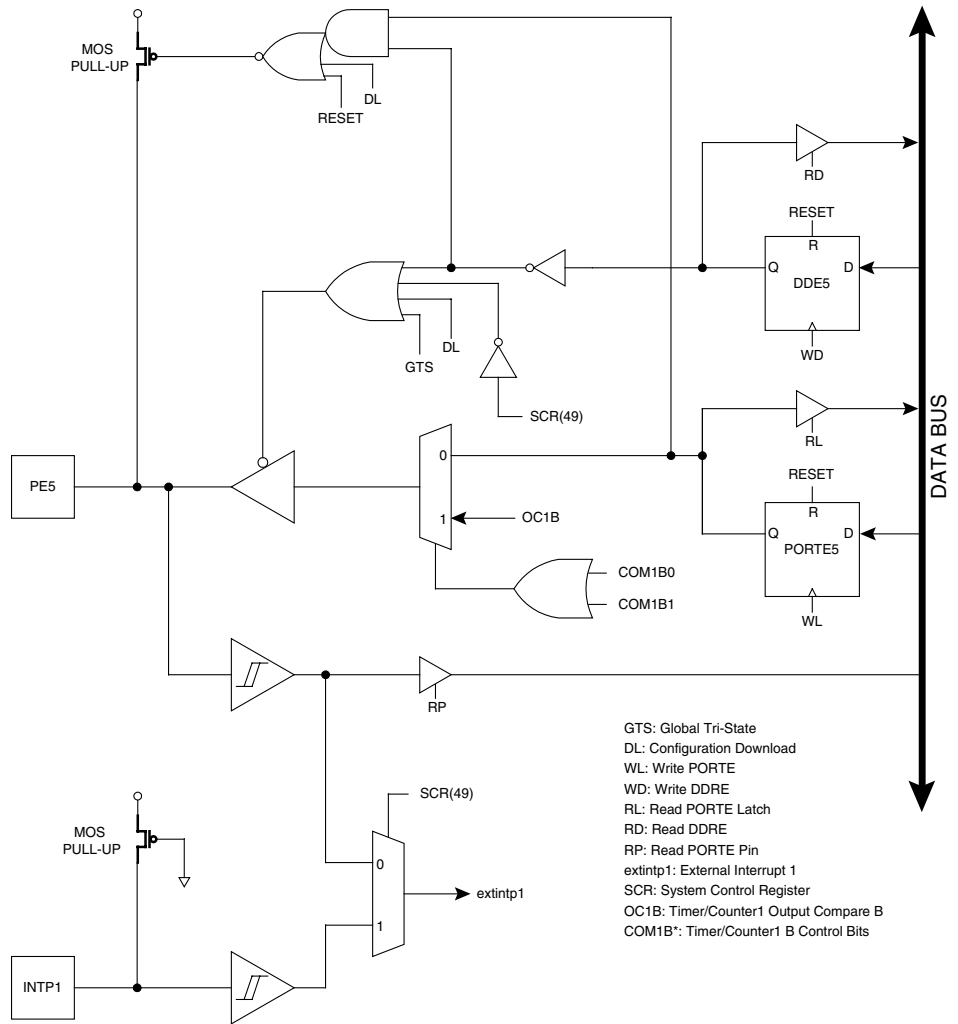 MOS
PULL-UP
DL
RESET
RD
RESET
R
Q
D
DDE5
WD
DL
GTS
SCR(49)
RL
DATA BUS
0
PE5
RESET
R
1
OC1B
Q
D
PORTE5
COM1B0
COM1B1
WL
RP
GTS: Global Tri-State
DL: Configuration Download
WL: Write PORTE
WD: Write DDRE
RL: Read PORTE Latch
RD: Read DDRE
RP: Read PORTE Pin
extintp1: External Interrupt 1
SCR: System Control Register
OC1B: Timer/Counter1 Output Compare B
COM1B*: Timer/Counter1 B Control Bits
SCR(49)
MOS
PULL-UP
0
extintp1
1
INTP1